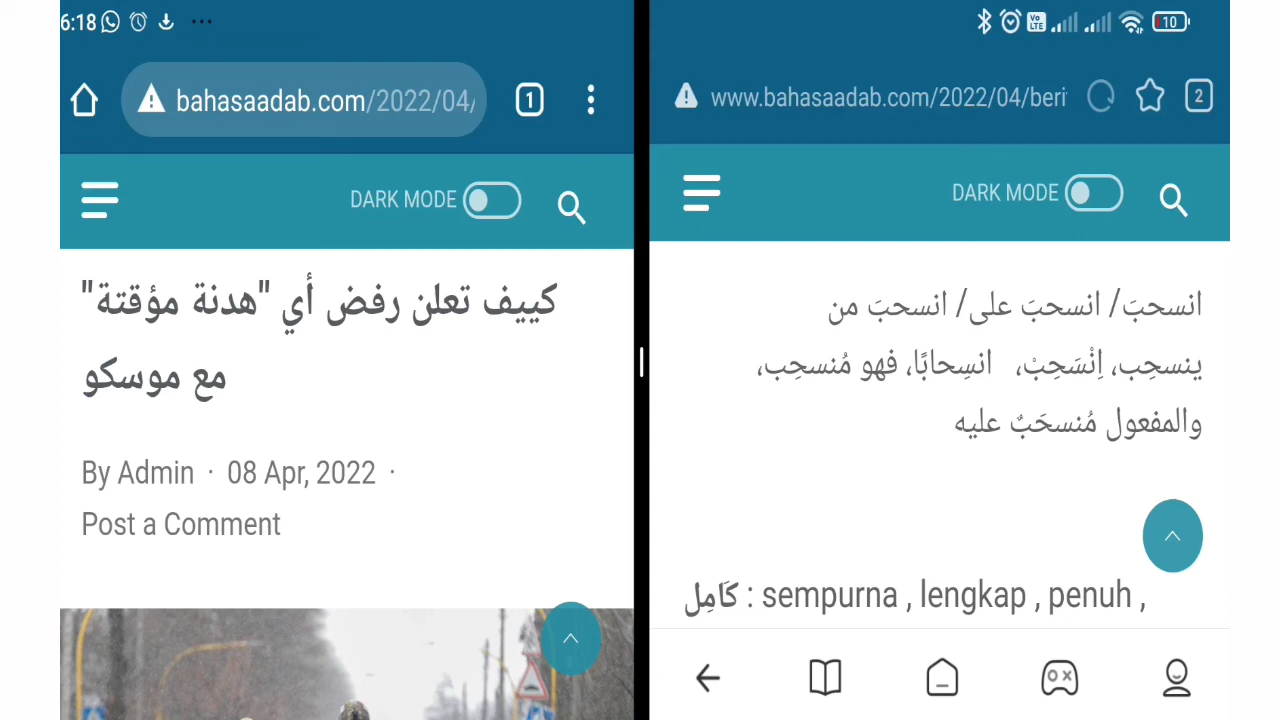 6:18
10
bahasaadab.com/2022/04/
1
www.bahasaadab.com/2022/04/beri
2
DARK MODE
DARK MODE
كييف تعلن رفض أي "هدنة مؤقتة"
مع موسكو
By Admin · 08 Apr, 2022 ·
Post a Comment
انسحبَ/ انسحبَ على/ انسحبَ من
ينسحِب، اِنْسَحِبْ، انسِحابًا، فهو مُنسحِب،
والمفعول مُنسحَبٌ عليه
كَامِل : sempurna , lengkap , penuh ,